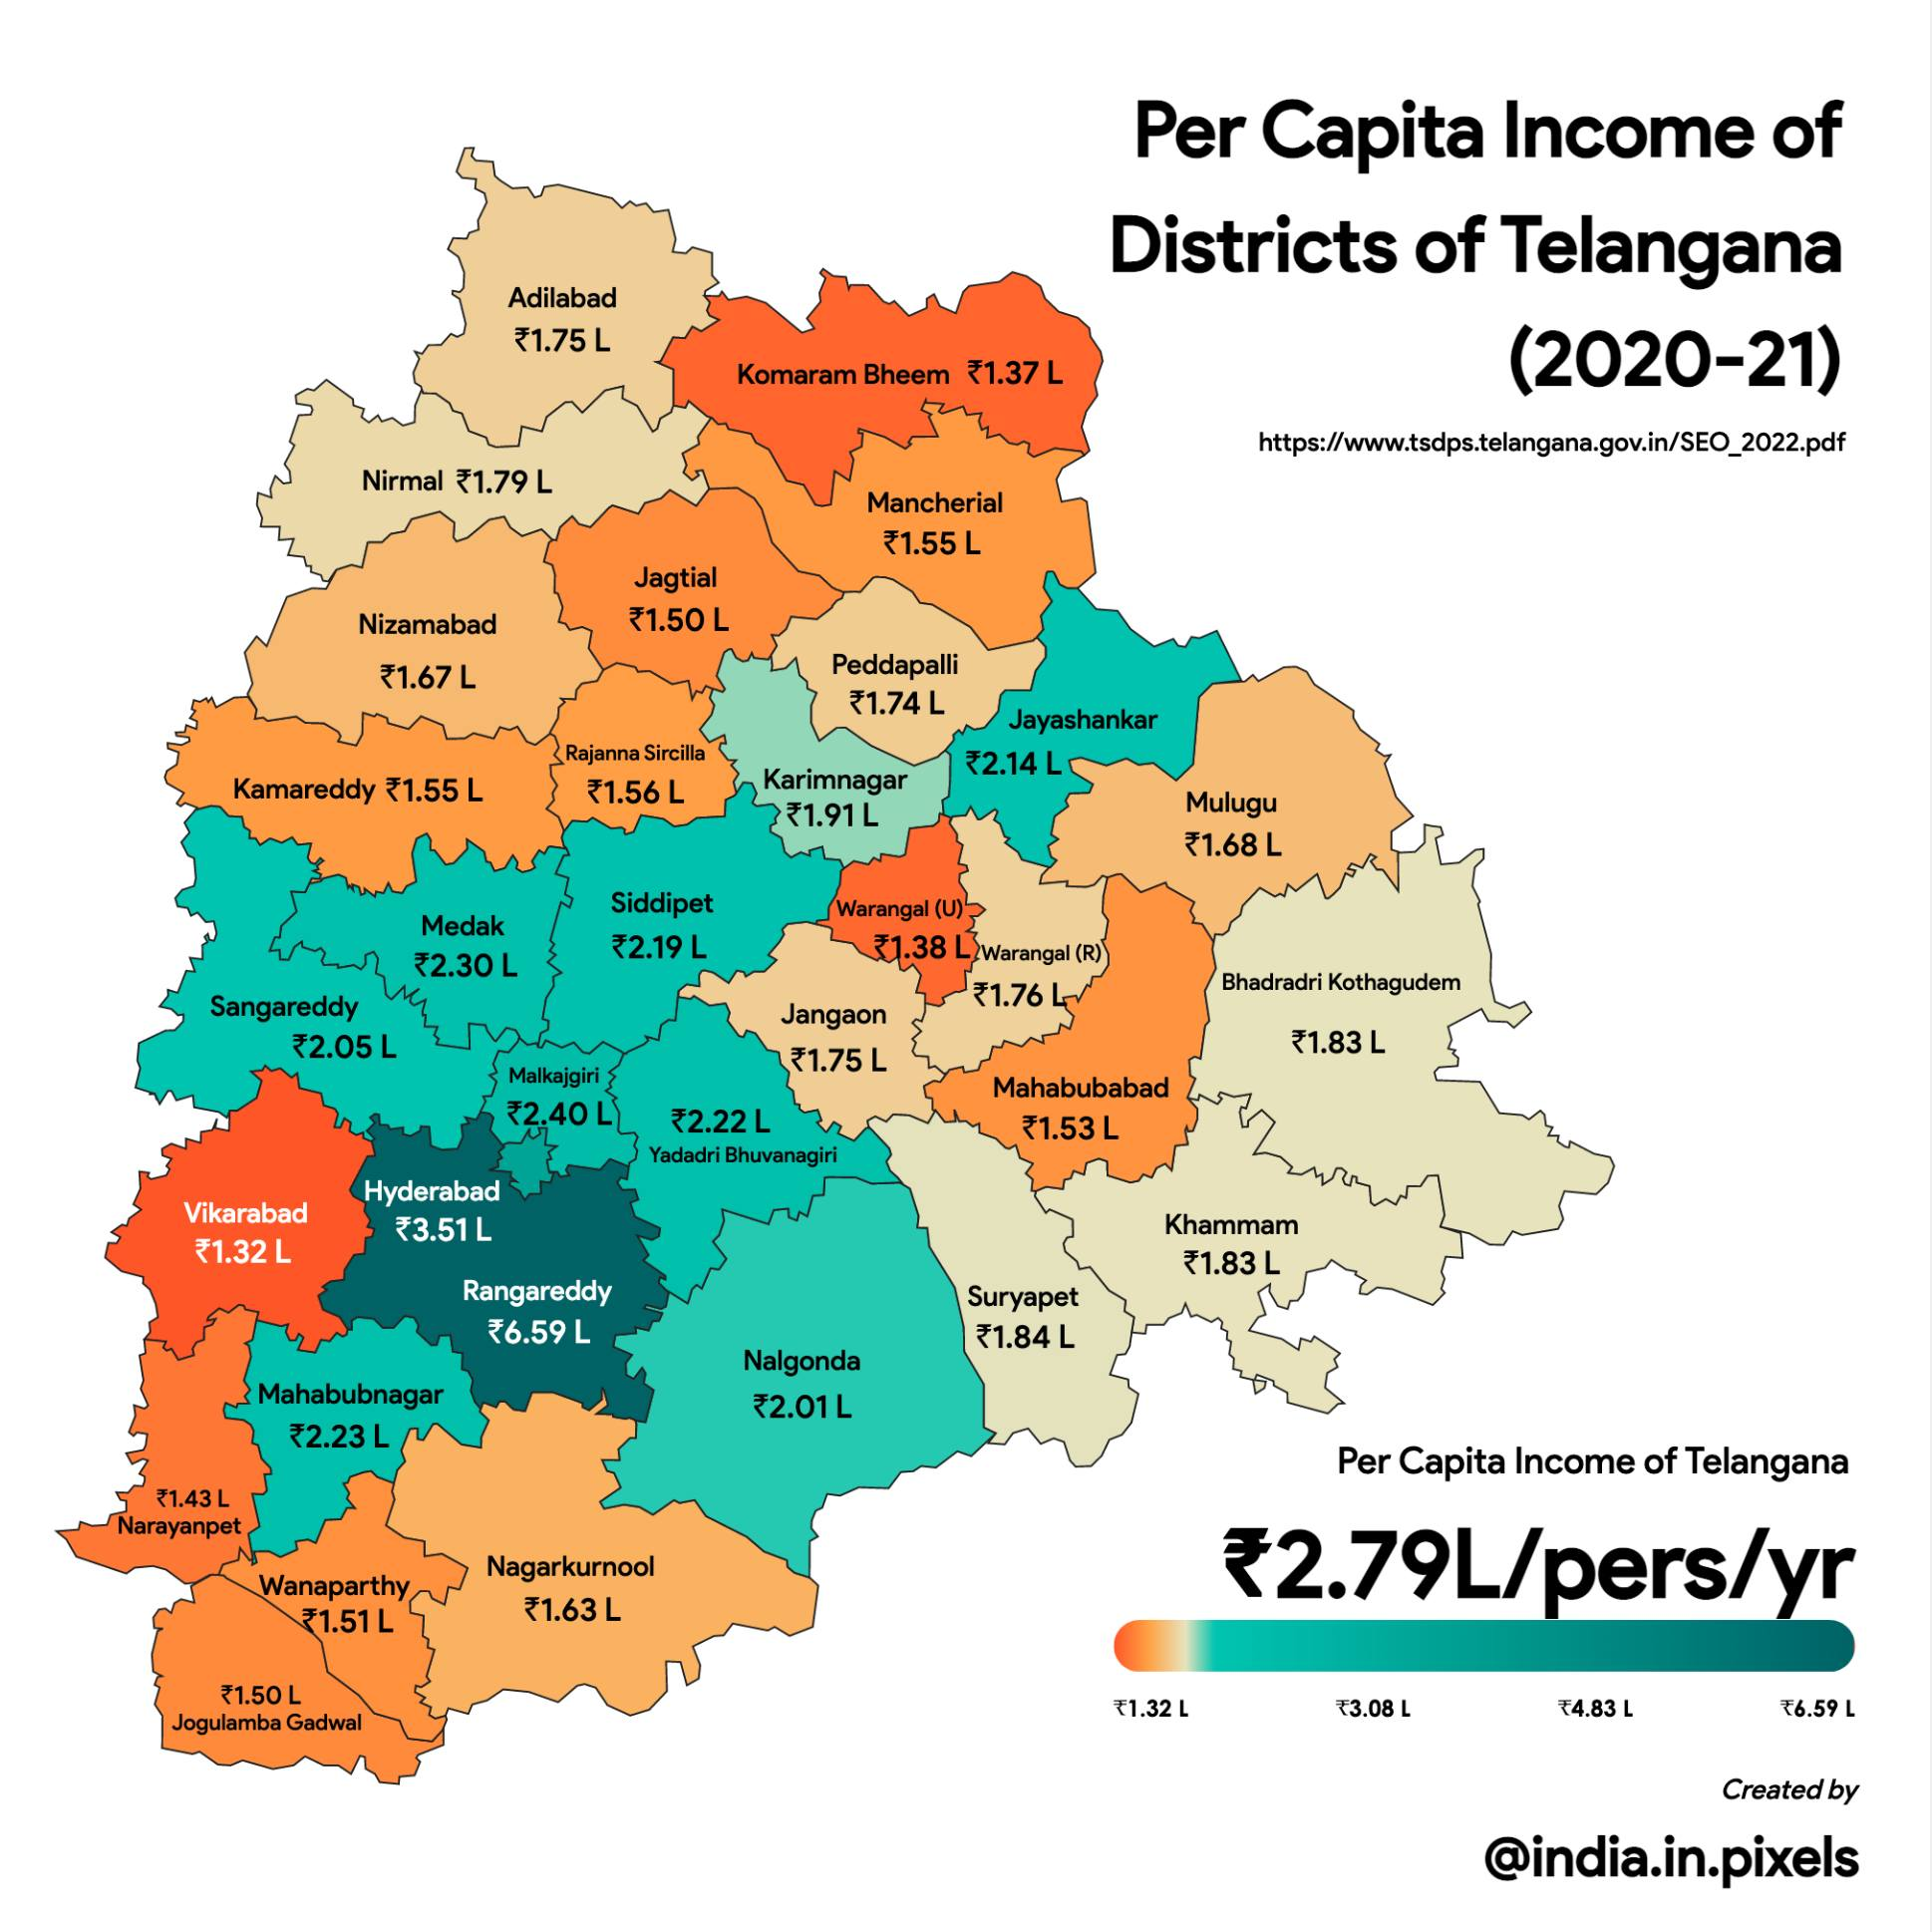 Per Capita Income of
Districts of Telangana
(2020-21)
https://www.tsdps.telangana.gov.in/SEO_2022.pdf
Adilabad
₹1.75 L
Komaram Bheem ₹1.37 L
Nirmal ₹1.79 L
Mancherial
₹1.55 L
Jagtial
₹1.50 L
Nizamabad
₹1.67 L
Peddapalli
₹1.74 L
Jayashankar
₹2.14 L
Rajanna Sircilla
₹1.56 L
Kamareddy ₹1.55 L
Karimnagar
₹1.91 L
Mulugu
₹1.68 L
Siddipet
₹2.19 L
Medak
₹2.30 L
Warangal (U)
₹1.38 L
Warangal (R)
₹1.76 L
Bhadradri Kothagudem
₹1.83 L
Sangareddy
₹2.05 L
Jangaon
₹1.75 L
Malkajgiri
₹2.40 L
Mahabubabad
₹1.53 L
₹2.22 L
Yadadri Bhuvanagiri
Hyderabad
₹3.51 L
Vikarabad
₹1.32 L
Khammam
₹1.83 L
Rangareddy
₹6.59 L
Suryapet
₹1.84 L
Nalgonda
₹2.01 L
Mahabubnagar
₹2.23 L
₹1.43 L
Narayanpet
Nagarkurnool
₹1.63 L
Wanaparthy
₹1.51 L
₹1.50 L
Jogulamba Gadwal
Per Capita Income of Telangana
₹2.79L/pers/yr
₹1.32 L ₹3.08 L ₹4.83 L ₹6.59 L
Created by
@india.in.pixels